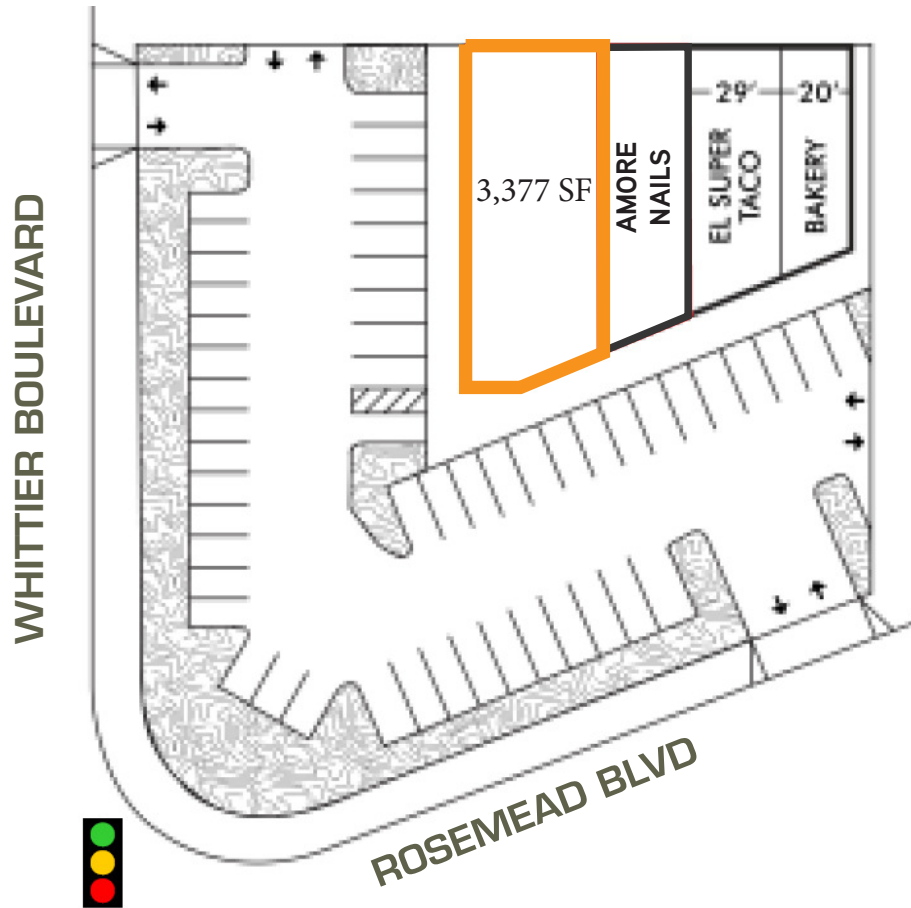 WHITTIER BOULEVARD
3,377 SF
AMORE
NAILS
29'
EL SUPER
TACO
20'
BAKERY
ROSEMEAD BLVD